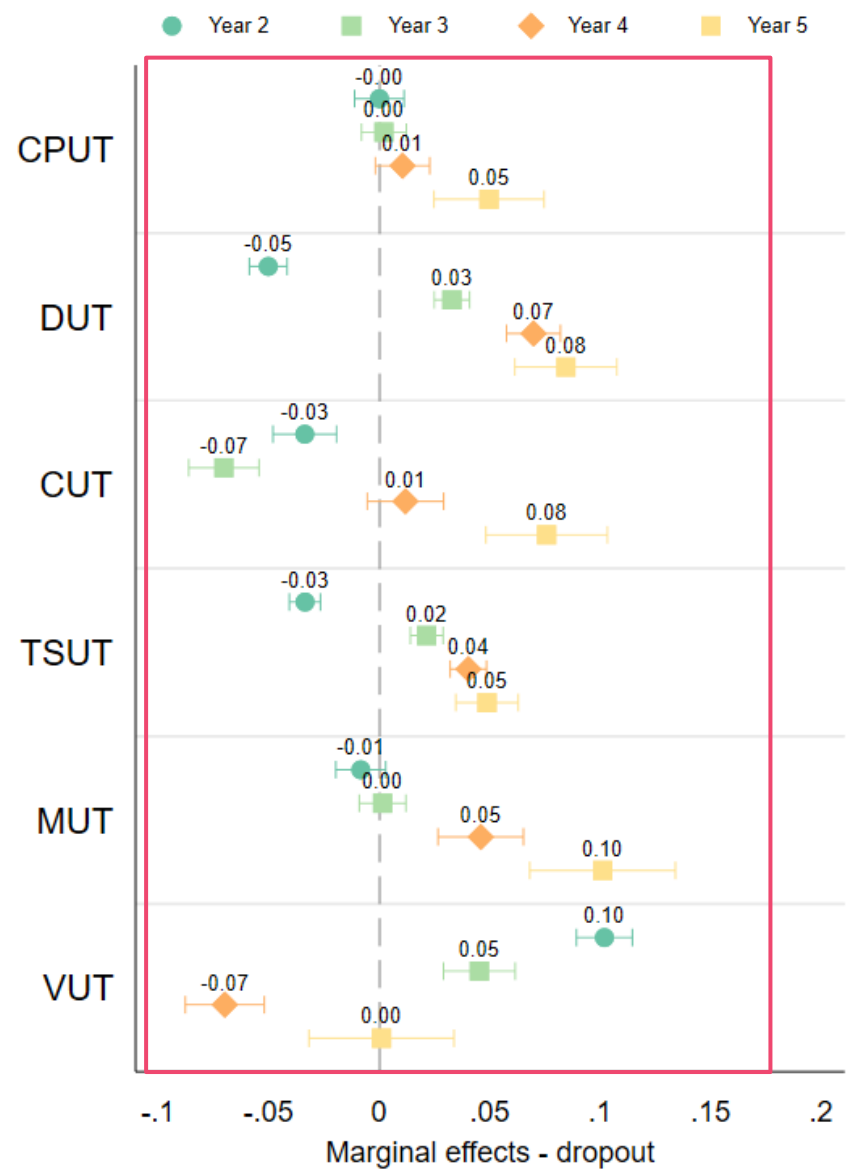 Year 2 Year 3 Year 4 Year 5
CPUT
-0.00
0.00
0.01
0.05
DUT
-0.05
0.03
0.07
0.08
CUT
-0.03
-0.07
0.01
0.08
TSUT
-0.03
0.02
0.04
0.05
MUT
-0.01
0.00
0.05
0.10
VUT
0.10
0.05
-0.07
0.00
-.1 -.05 0 .05 .1 .15 .2
Marginal effects - dropout